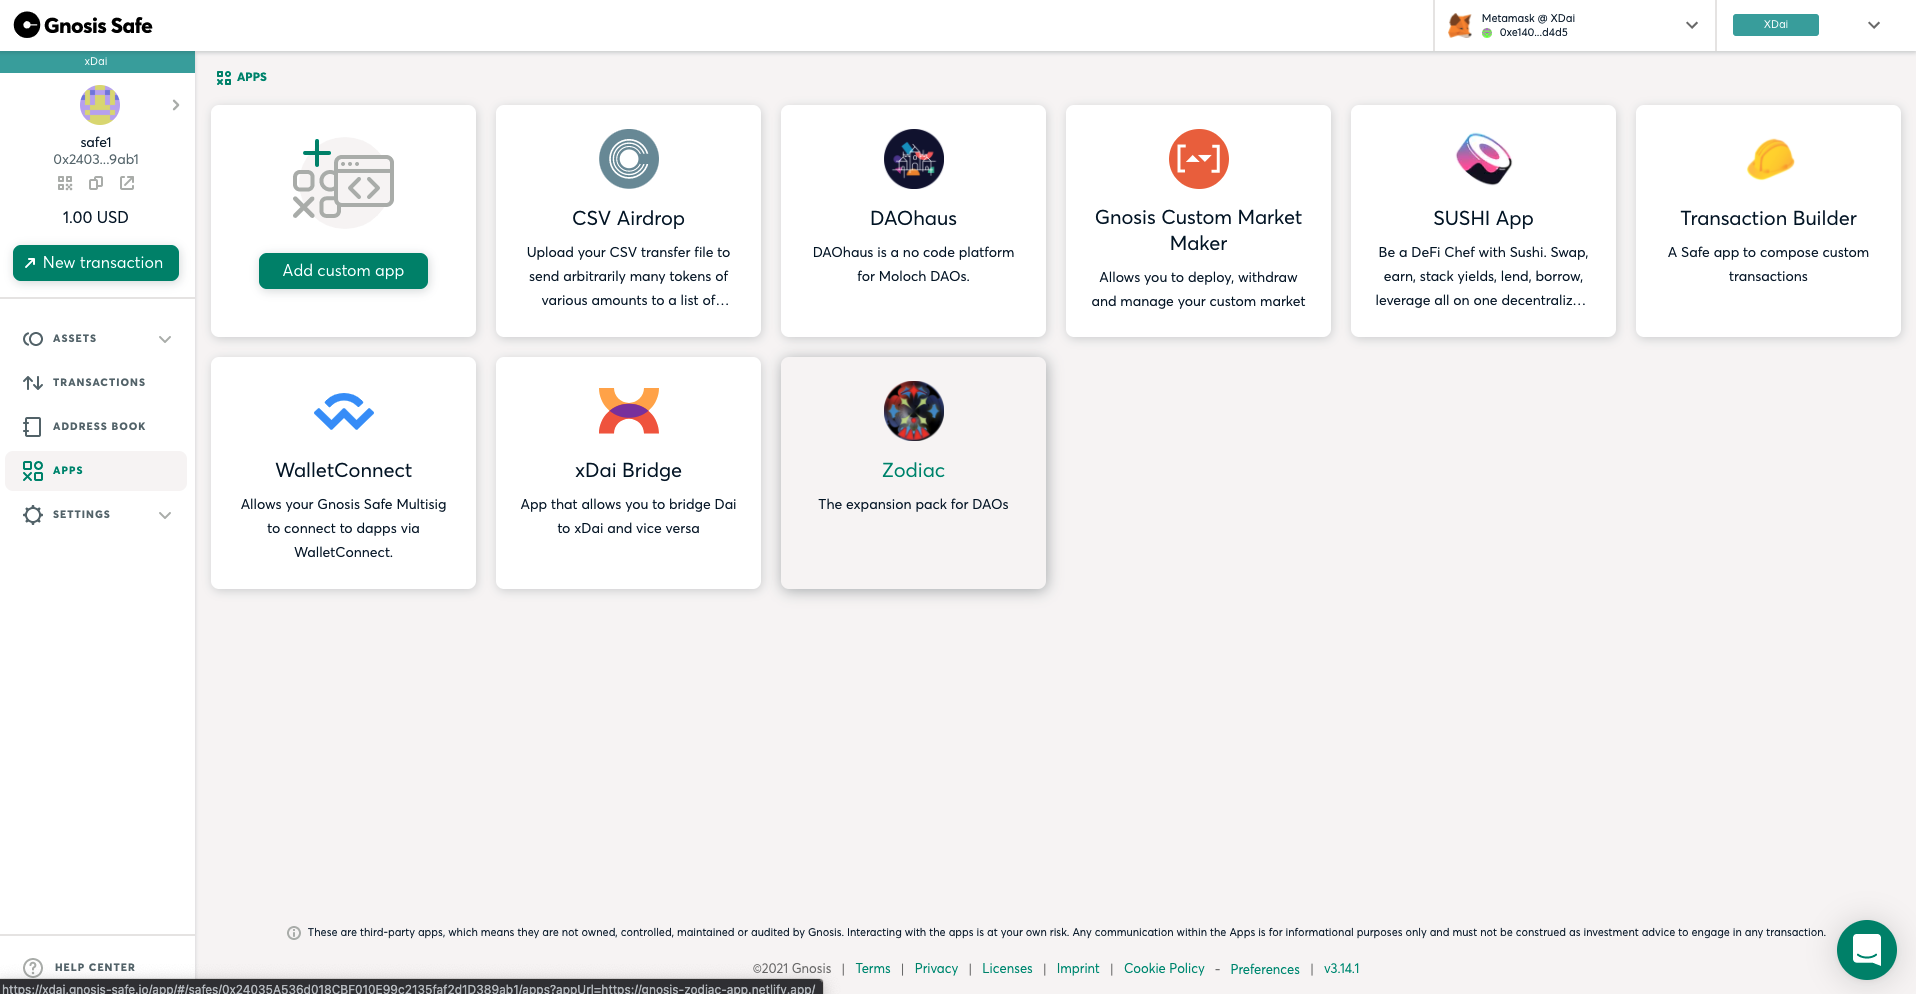 Gnosis Safe
Metamask @ XDai
0xe140...d4d5
XDai
xDai
safe1
0x2403...9ab1
1.00 USD
New transaction
ASSETS
TRANSACTIONS
ADDRESS BOOK
APPS
SETTINGS
HELP CENTER
APPS
Add custom app
CSV Airdrop
Upload your CSV transfer file to
send arbitrarily many tokens of
various amounts to a list of...
DAOhaus
DAOhaus is a no code platform
for Moloch DAOs.
Gnosis Custom Market
Maker
Allows you to deploy, withdraw
and manage your custom market
SUSHI App
Be a DeFi Chef with Sushi. Swap,
earn, stack yields, lend, borrow,
leverage all on one decentraliz...
Transaction Builder
A Safe app to compose custom
transactions
WalletConnect
Allows your Gnosis Safe Multisig
to connect to dapps via
WalletConnect.
xDai Bridge
App that allows you to bridge Dai
to xDai and vice versa
Zodiac
The expansion pack for DAOs
These are third-party apps, which means they are not owned, controlled, maintained or audited by Gnosis. Interacting with the apps is at your own risk. Any communication within the Apps is for informational purposes only and must not be construed as investment advice to engage in any transaction.
©2021 Gnosis | Terms | Privacy | Licenses | Imprint | Cookie Policy - Preferences | v3.14.1
https://xdai.gnosis-safe.io/app/#/safes/0x24035A536d018CBF010E99c2135faf2d1D389ab1/apps?appUrl=https://gnosis-zodiac-app.netlify.app/